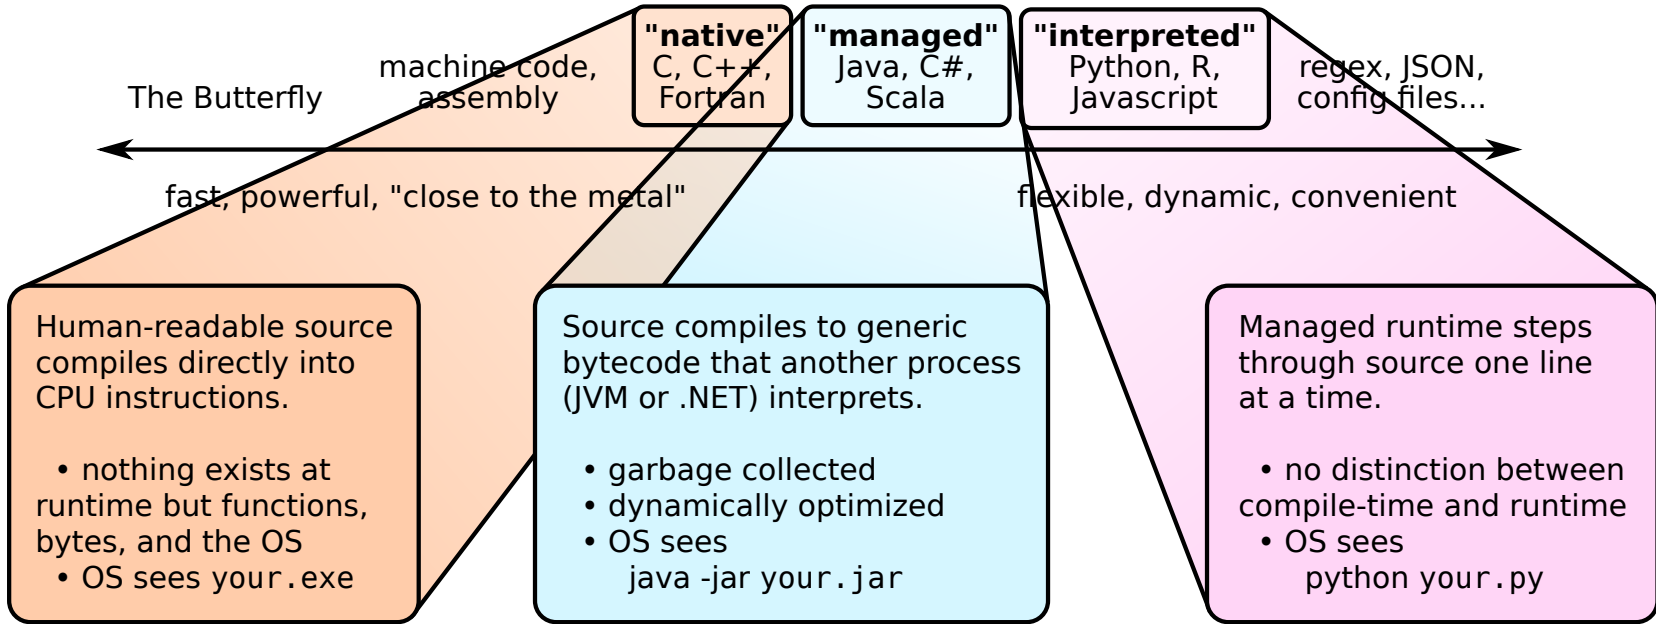 "native"
C, C++,
Fortran
"managed"
Java, C#,
Scala
"interpreted"
Python, R,
Javascript
The Butterfly
machine code,
assembly
regex, JSON,
config files...
fast, powerful, "close to the metal"
flexible, dynamic, convenient
Human-readable source
compiles directly into
CPU instructions.
• nothing exists at
runtime but functions,
bytes, and the OS
• OS sees your.exe
Source compiles to generic
bytecode that another process
(JVM or .NET) interprets.
• garbage collected
• dynamically optimized
• OS sees
java -jar your.jar
Managed runtime steps
through source one line
at a time.
• no distinction between
compile-time and runtime
• OS sees
python your.py